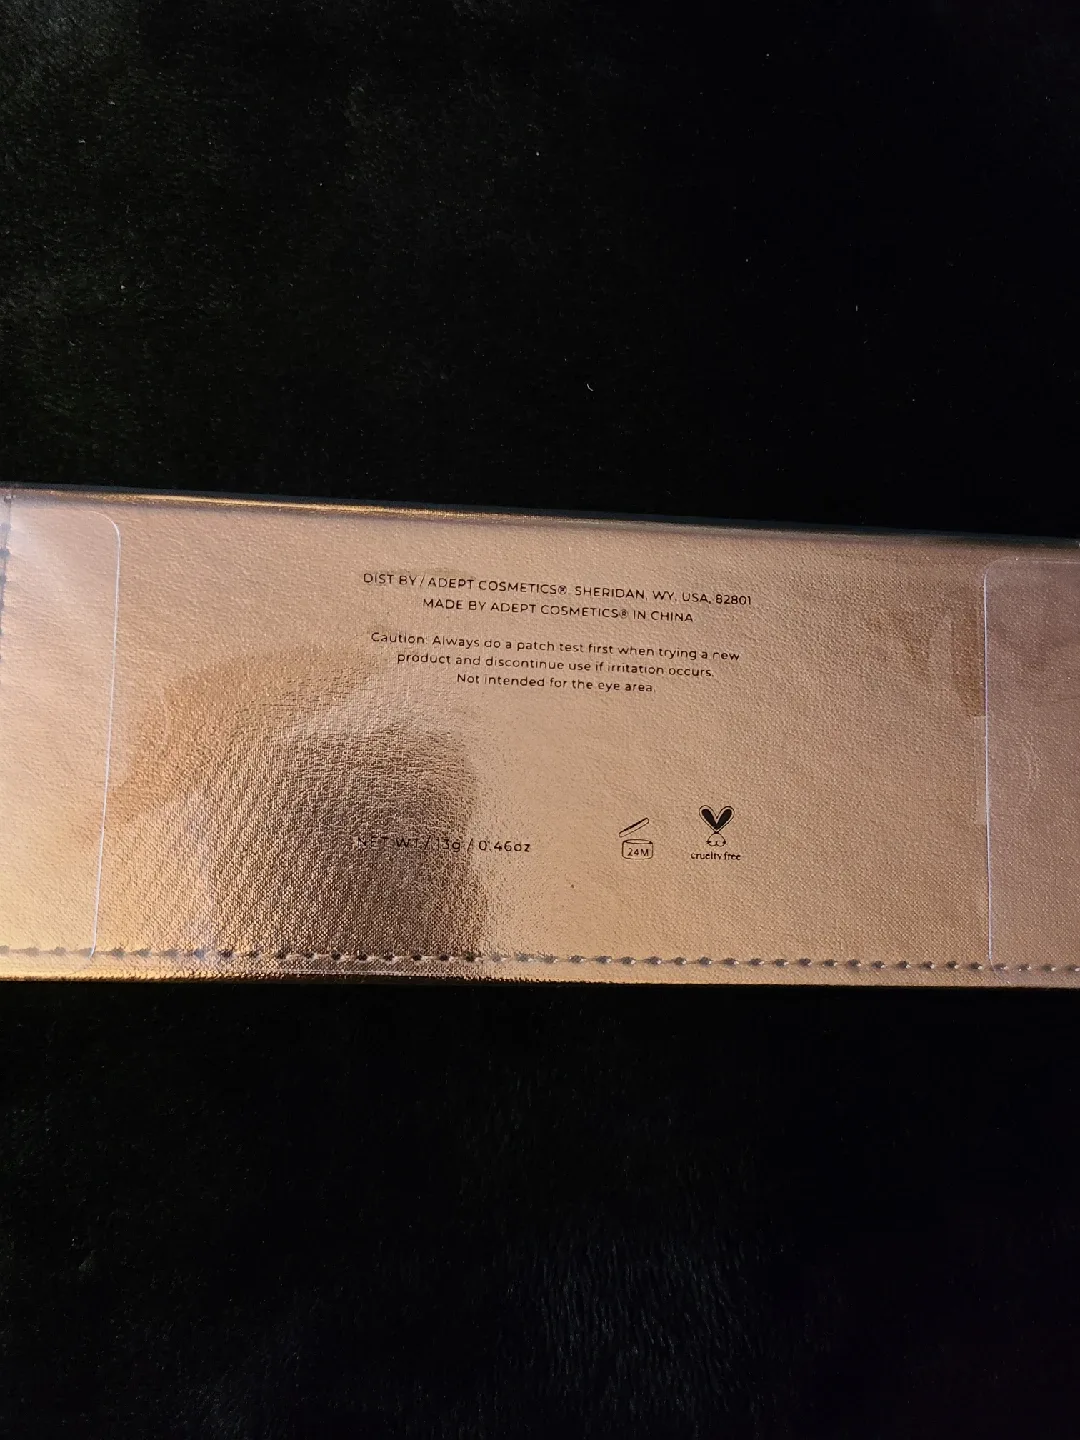 DIST BY / ADEPT COSMETICS®, SHERIDAN, WY, USA, 82801
MADE BY ADEPT COSMETICS® IN CHINA
Caution: Always do a patch test first when trying a new
product and discontinue use if irritation occurs.
Not intended for the eye area.
NET WT / 13g / 0.46oz
24M
cruelty free